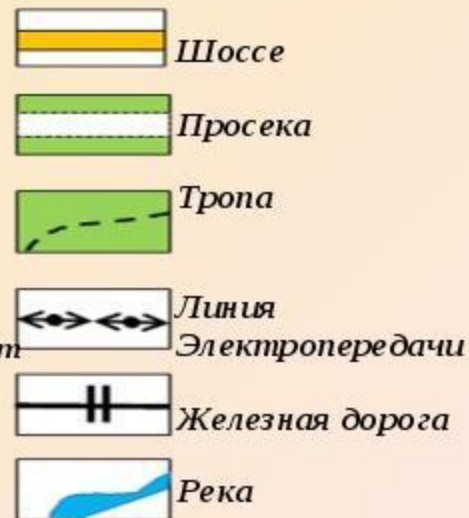 Шоссе
Просека
Тропа
Линия
Электропередачи
Железная дорога
Река